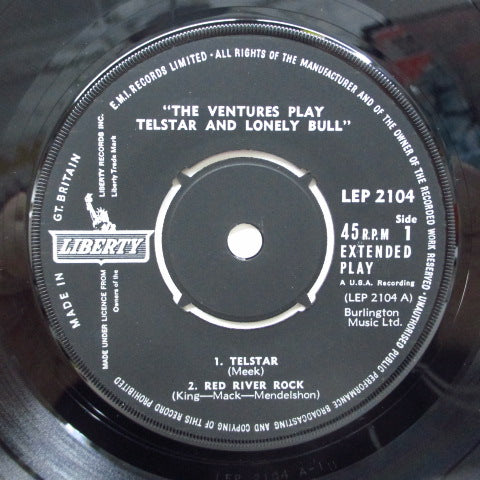 E.M.I. RECORDS LIMITED · ALL RIGHTS OF THE MANUFACTURER AND OF THE OWNER OF THE RECORDED WORK RESERVED · UNAUTHORISED PUBLIC PERFORMANCE BROADCASTING AND COPYING OF THIS RECORD PROHIBITED
MADE IN GT. BRITAIN
"THE VENTURES PLAY
TELSTAR AND LONELY BULL"
LIBERTY RECORDS INC.
Liberty Trade Mark
LIBERTY
MADE UNDER LICENCE FROM
Owners of the
LEP 2104
Side
45 R.P.M 1
EXTENDED
PLAY
A U.S.A. Recording
(LEP 2104 A)
Burlington
Music Ltd.
1. TELSTAR
(Meek)
2. RED RIVER ROCK
(King—Mack—Mendelshon)